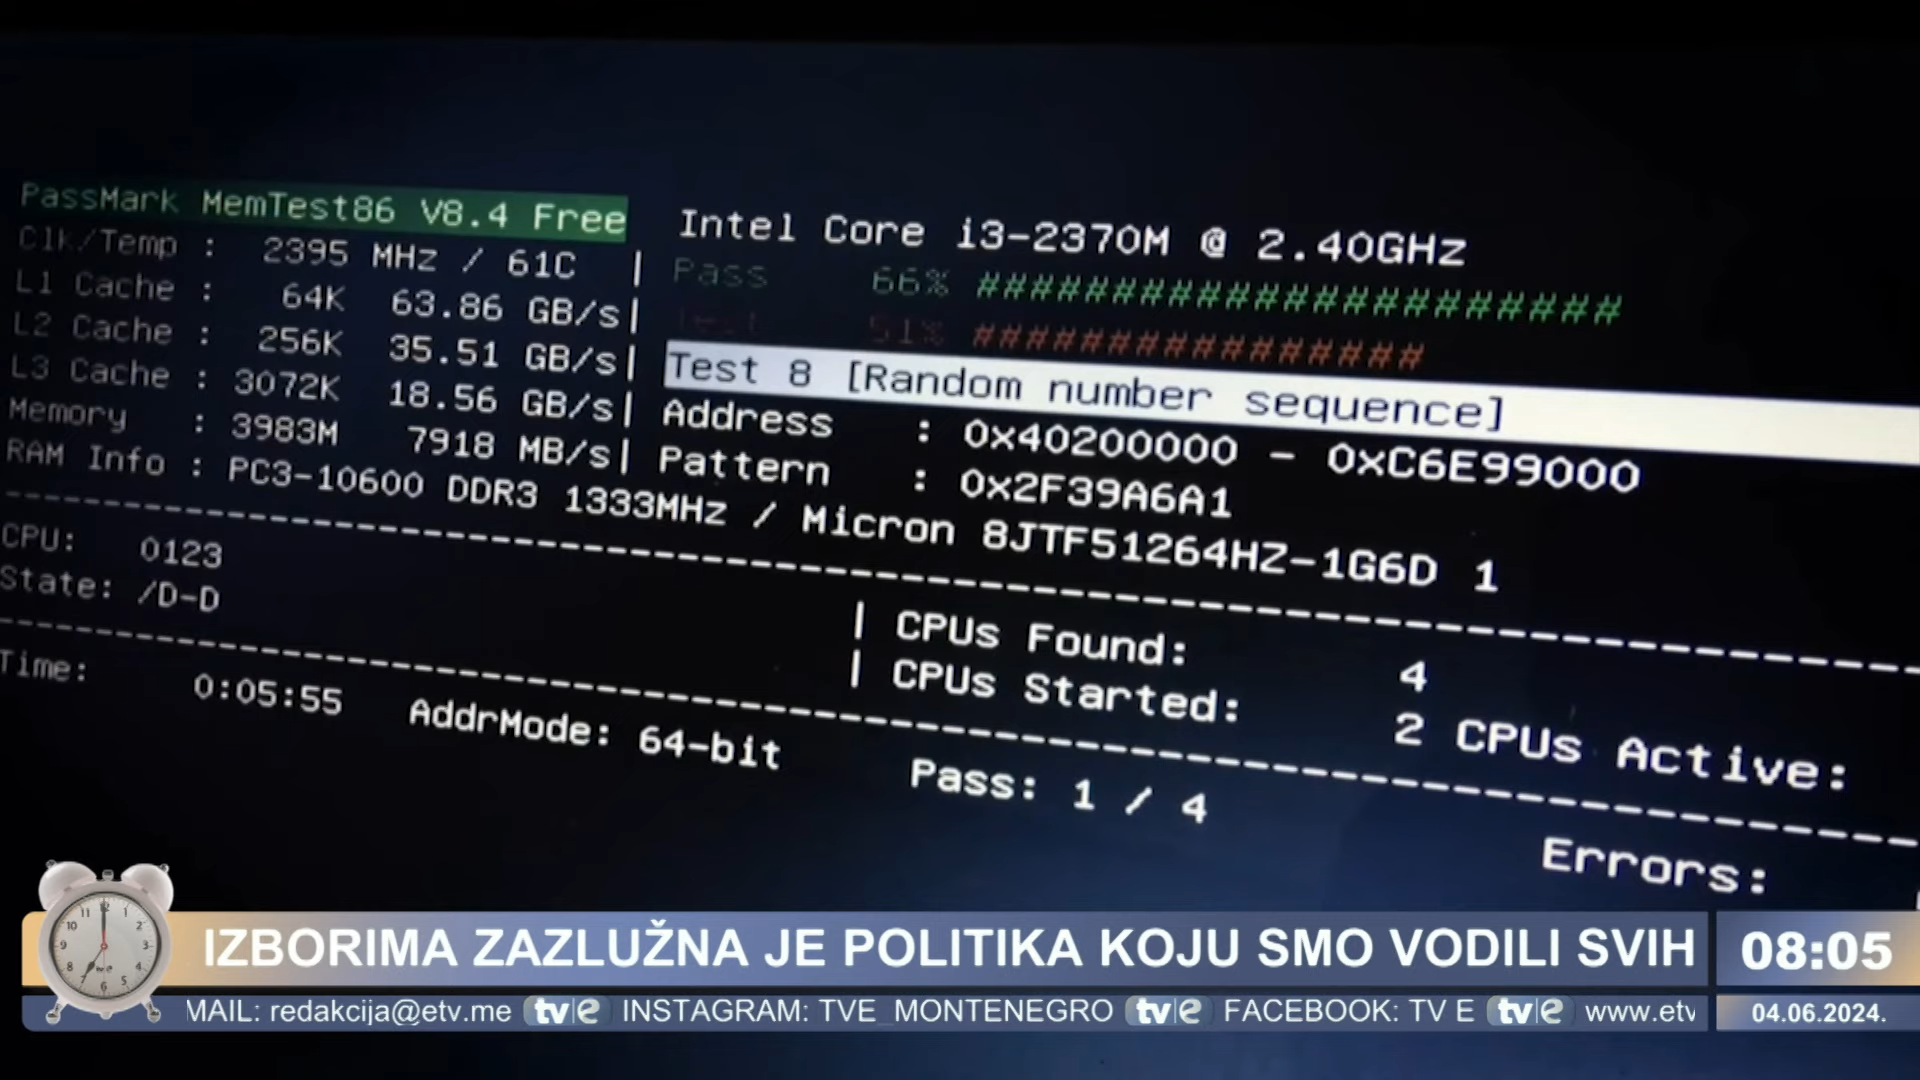 PassMark MemTest86 V8.4 Free
Intel Core i3-2370M @ 2.40GHz
Clk/Temp : 2395 MHz / 61C |
Pass 66% #######################
L1 Cache : 64K 63.86 GB/s|
Test 51% ################
L2 Cache : 256K 35.51 GB/s|
Test 8 [Random number sequence]
L3 Cache : 3072K 18.56 GB/s|
Address : 0x40200000 - 0xC6E99000
Memory : 3983M 7918 MB/s|
Pattern : 0x2F39A6A1
RAM Info : PC3-10600 DDR3 1333MHz / Micron 8JTF51264HZ-1G6D 1
CPU: 0123
| CPUs Found: 4
State: /D-D
| CPUs Started: 2 CPUs Active:
Time: 0:05:55 AddrMode: 64-bit Pass: 1 / 4 Errors:
IZBORIMA ZAZLUŽNA JE POLITIKA KOJU SMO VODILI SVIH
08:05
MAIL: redakcija@etv.me tve INSTAGRAM: TVE_MONTENEGRO tve FACEBOOK: TV E tve www.etv
04.06.2024.